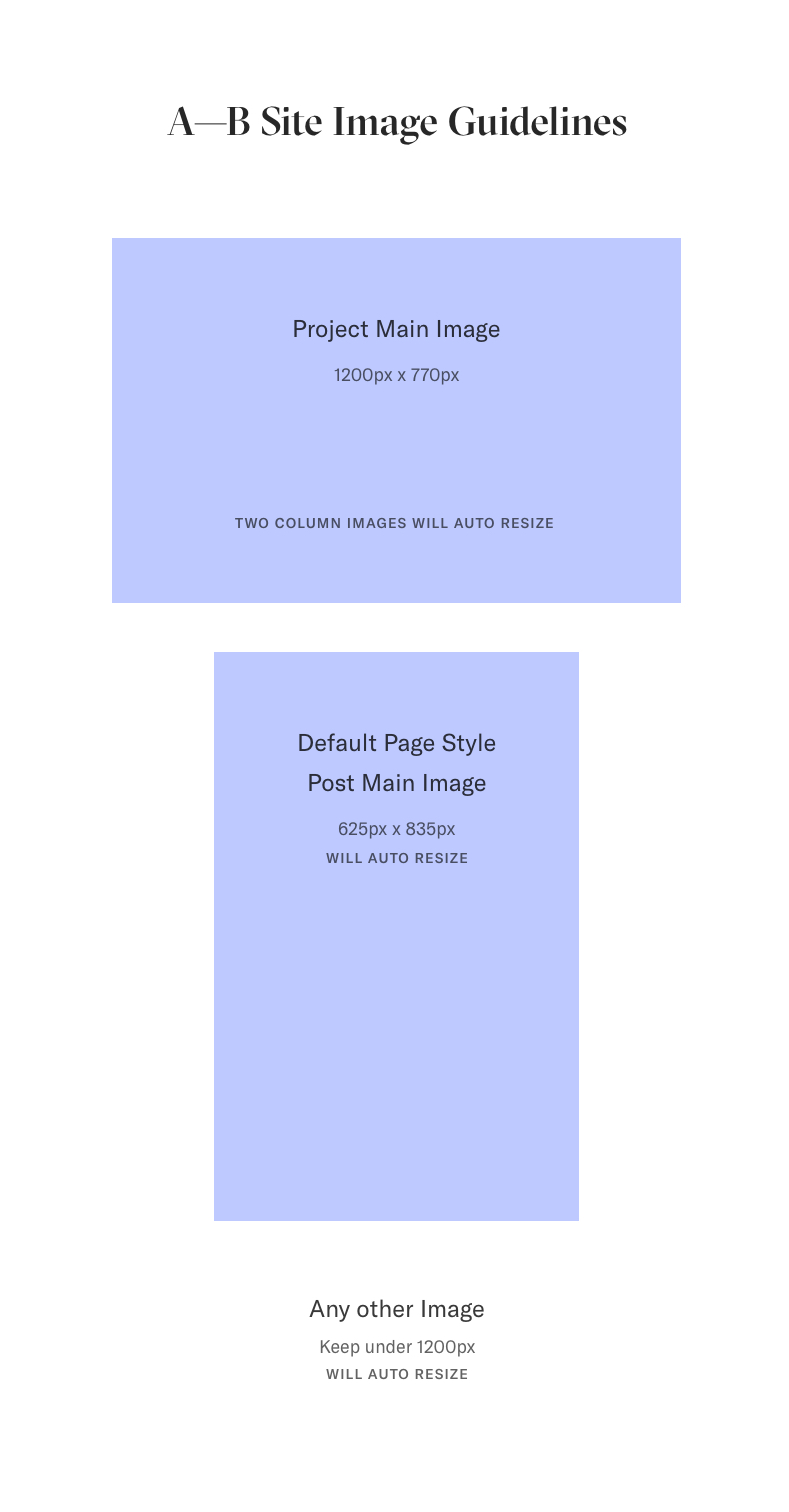 A—B Site Image Guidelines
Project Main Image
1200px x 770px
TWO COLUMN IMAGES WILL AUTO RESIZE
Default Page Style
Post Main Image
625px x 835px
WILL AUTO RESIZE
Any other Image
Keep under 1200px
WILL AUTO RESIZE